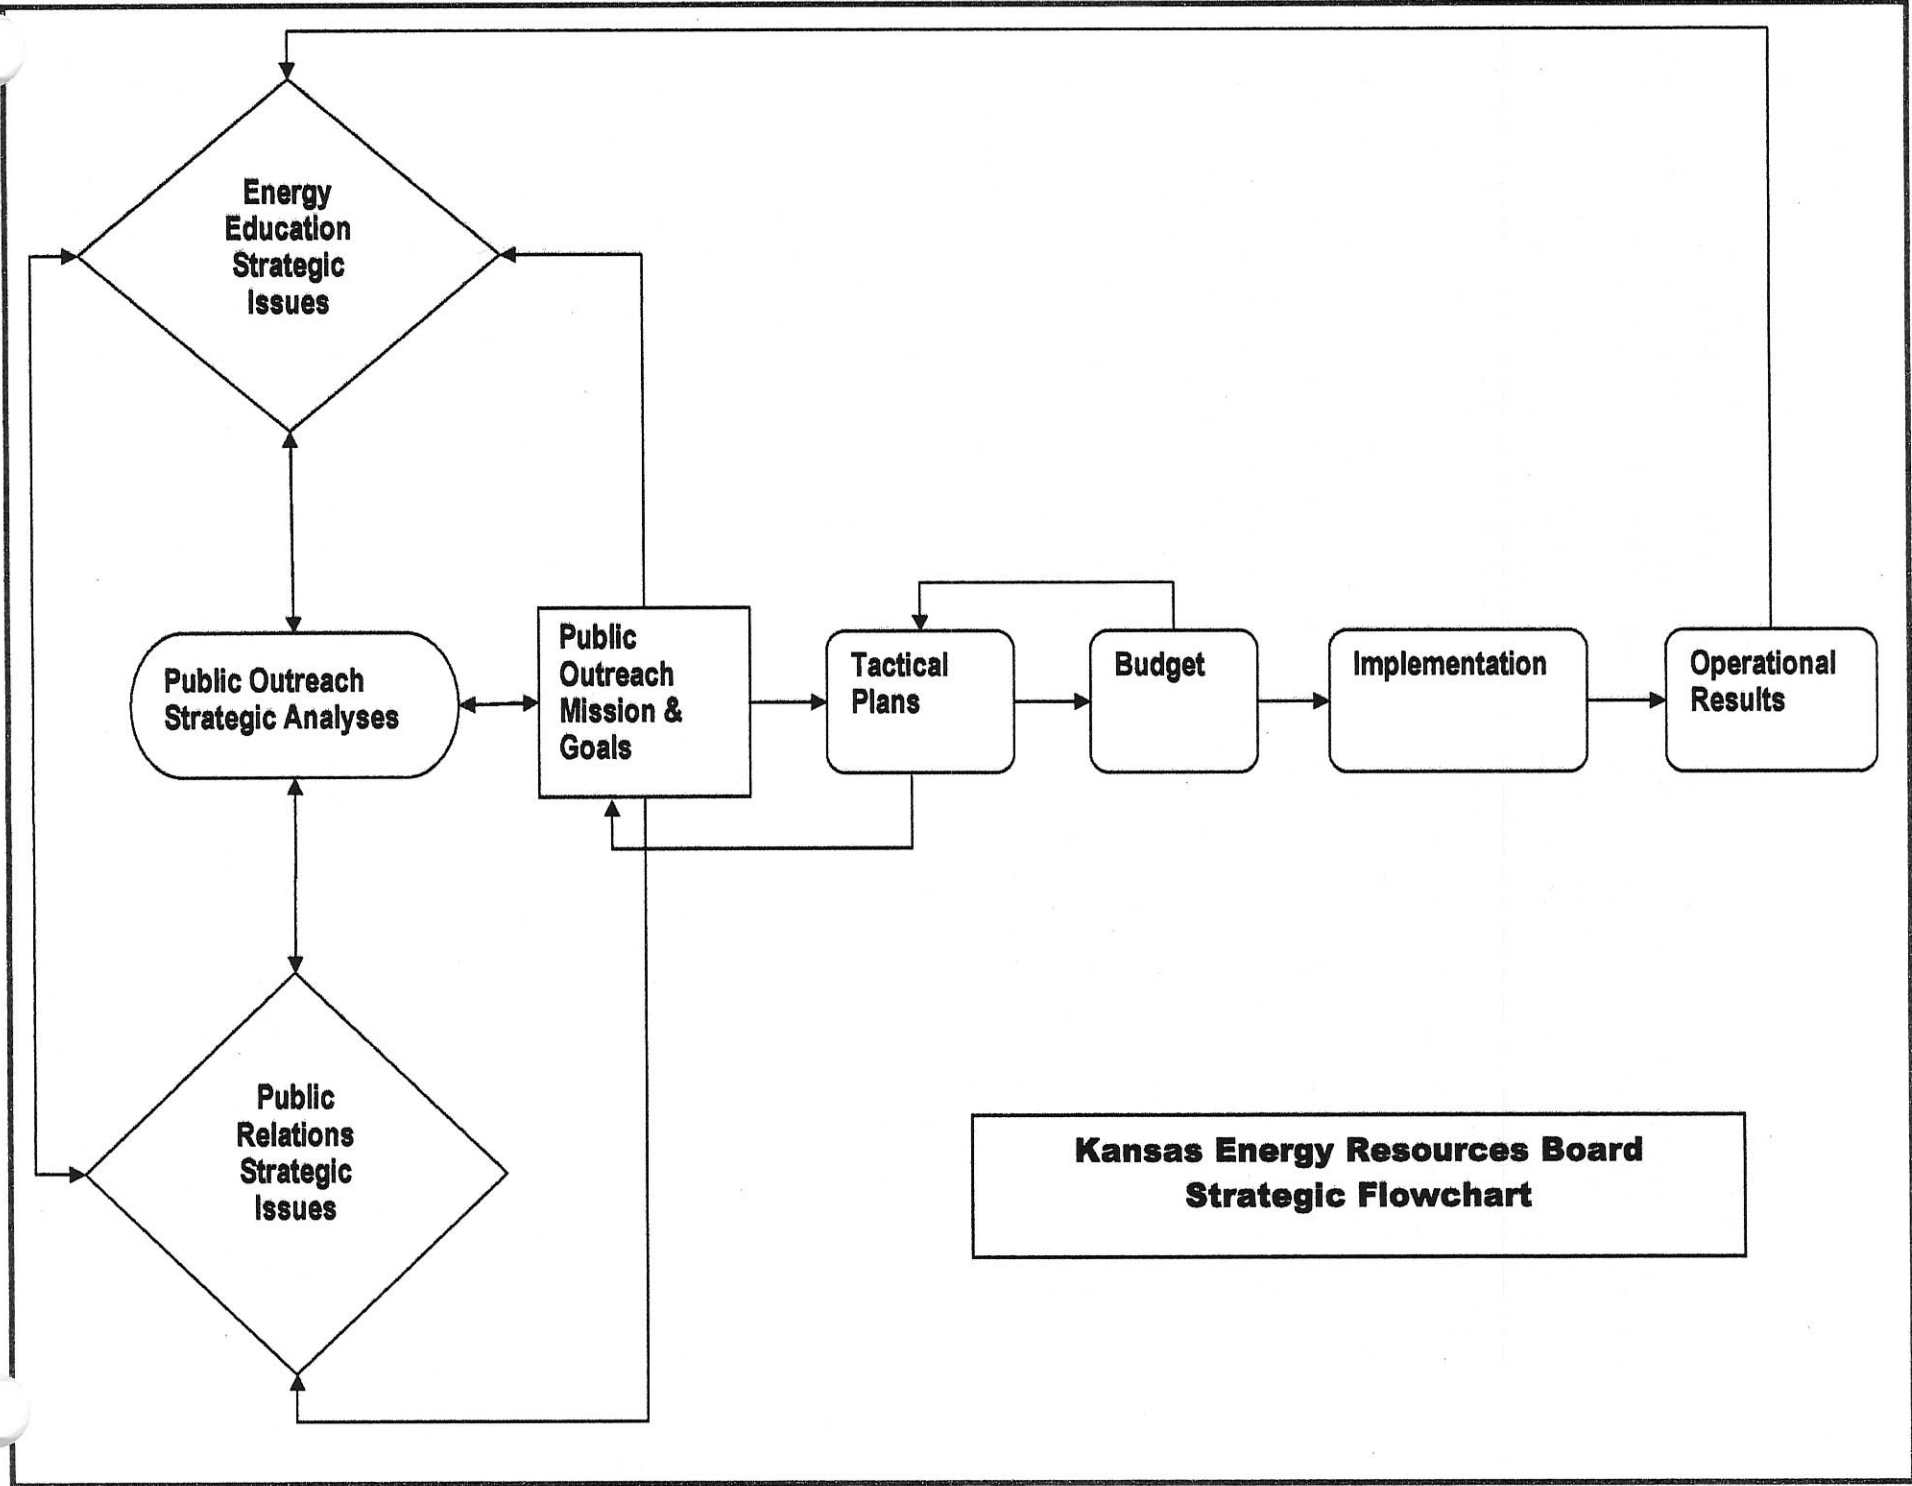 Energy
Education
Strategic
Issues
Public Outreach
Strategic Analyses
Public
Outreach
Mission &
Goals
Tactical
Plans
Budget
Implementation
Operational
Results
Public
Relations
Strategic
Issues
Kansas Energy Resources Board
Strategic Flowchart